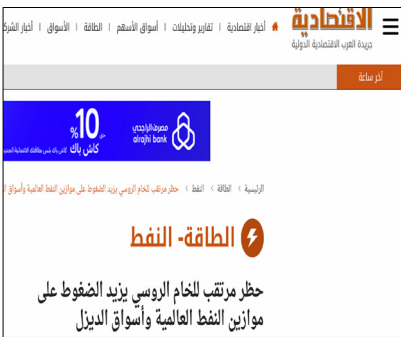 الاقتصادية
جريدة العرب الاقتصادية الدولية
أخبار اقتصادية | تقارير وتحليلات | أسواق الأسهم | الطاقة | الأسواق | أخبار الشرك
آخر ساعة
مصرف الراجحي
alrajhi bank
حتى
10%
كاش باك
الرئيسية > الطاقة > النفط > حظر مرتقب للخام الروسي يزيد الضغوط على موازين النفط العالمية وأسواق ا
الطاقة- النفط
حظر مرتقب للخام الروسي يزيد الضغوط على
موازين النفط العالمية وأسواق الديزل